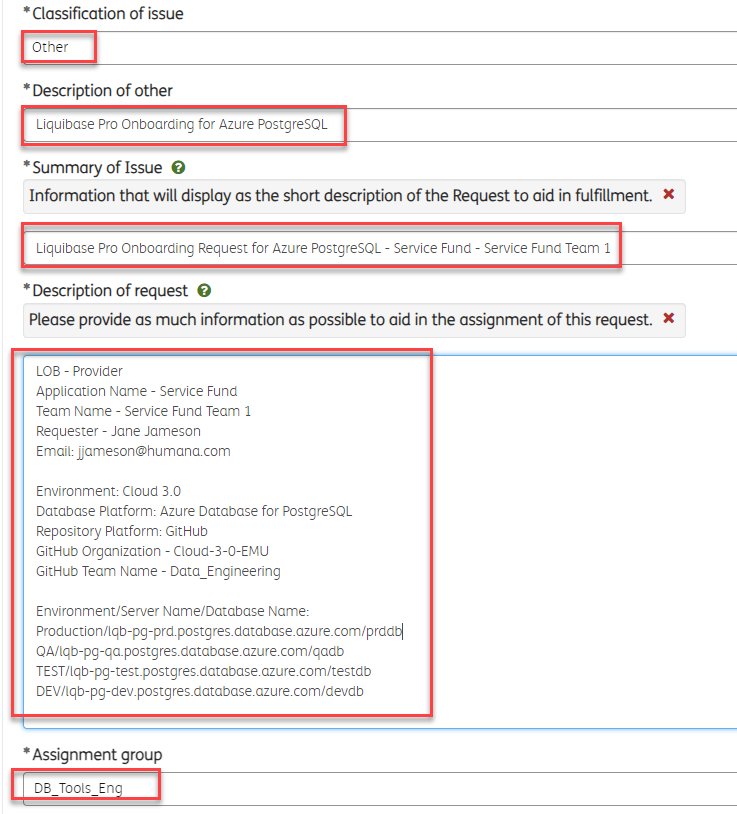 *Classification of issue
Other
*Description of other
Liquibase Pro Onboarding for Azure PostgreSQL
*Summary of Issue ?
Information that will display as the short description of the Request to aid in fulfillment. ✖
Liquibase Pro Onboarding Request for Azure PostgreSQL - Service Fund - Service Fund Team 1
*Description of request ?
Please provide as much information as possible to aid in the assignment of this request. ✖
LOB - Provider
Application Name - Service Fund
Team Name - Service Fund Team 1
Requester - Jane Jameson
Email: jjameson@humana.com
Environment: Cloud 3.0
Database Platform: Azure Database for PostgreSQL
Repository Platform: GitHub
GitHub Organization - Cloud-3-0-EMU
GitHub Team Name - Data_Engineering
Environment/Server Name/Database Name:
Production/lqb-pg-prd.postgres.database.azure.com/prddb
QA/lqb-pg-qa.postgres.database.azure.com/qadb
TEST/lqb-pg-test.postgres.database.azure.com/testdb
DEV/lqb-pg-dev.postgres.database.azure.com/devdb
*Assignment group
DB_Tools_Eng